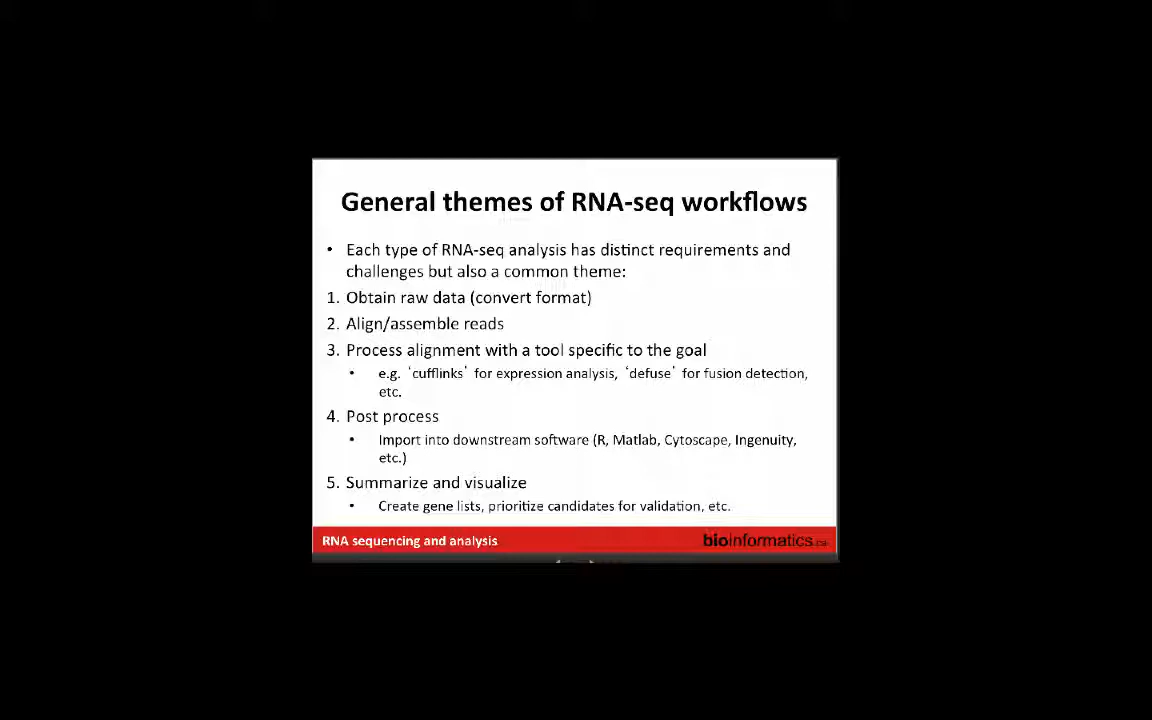 General themes of RNA-seq workflows
• Each type of RNA-seq analysis has distinct requirements and
challenges but also a common theme:
1. Obtain raw data (convert format)
2. Align/assemble reads
3. Process alignment with a tool specific to the goal
• e.g. ‘cufflinks’ for expression analysis, ‘defuse’ for fusion detection,
etc.
4. Post process
• Import into downstream software (R, Matlab, Cytoscape, Ingenuity,
etc.)
5. Summarize and visualize
• Create gene lists, prioritize candidates for validation, etc.
RNA sequencing and analysis
bioinformatics.ca